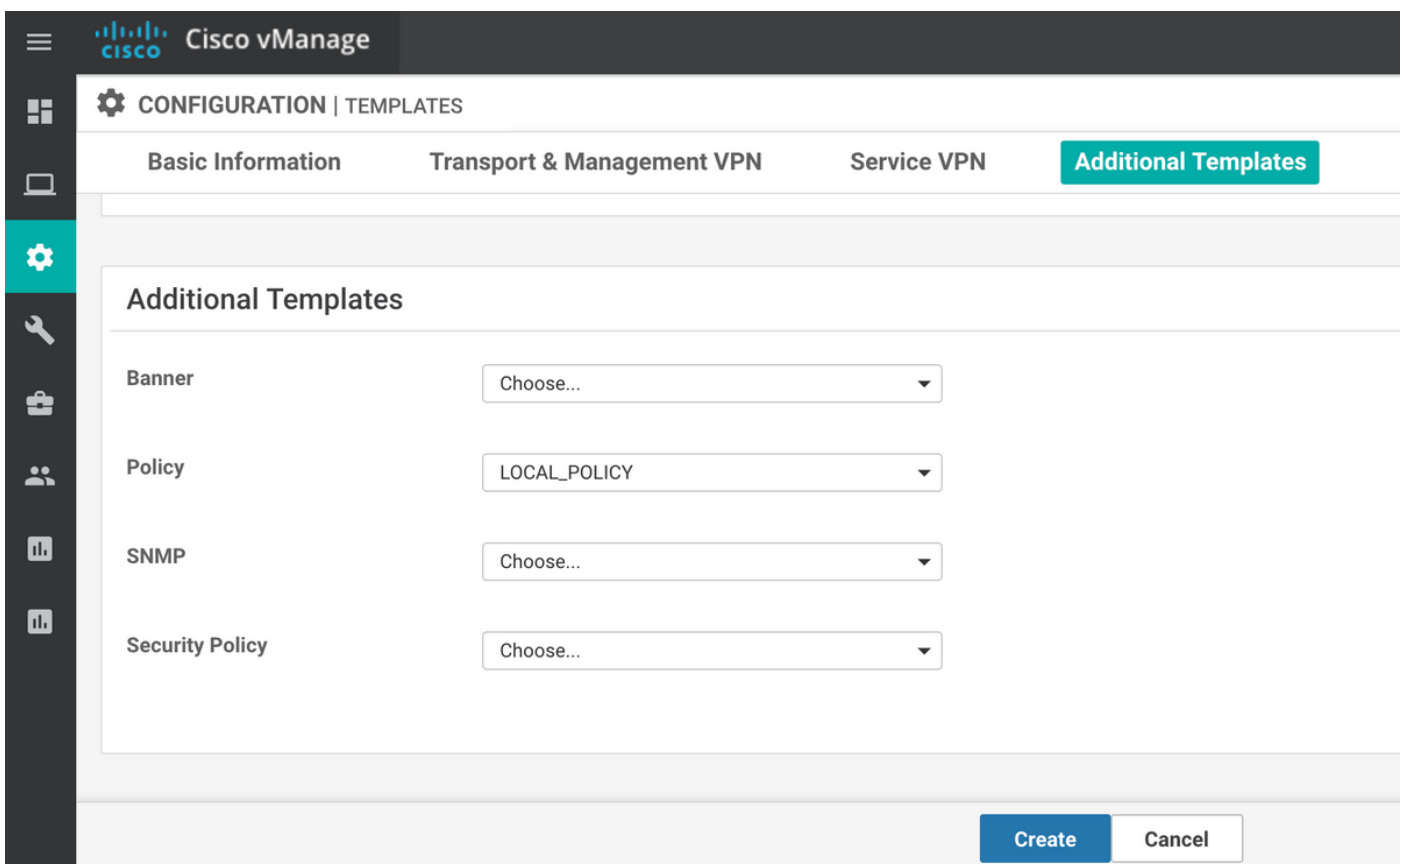 cisco Cisco vManage
CONFIGURATION | TEMPLATES
Basic Information Transport & Management VPN Service VPN Additional Templates
Additional Templates
Banner Choose...
Policy LOCAL_POLICY
SNMP Choose...
Security Policy Choose...
Create Cancel